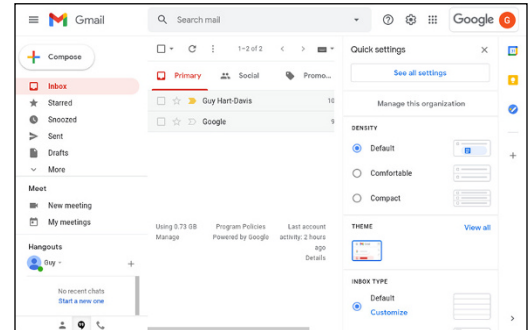 Gmail
Search mail
Google
G
Compose
1–2 of 2
Inbox
Starred
Snoozed
Sent
Drafts
More
Meet
New meeting
My meetings
Hangouts
Guy
No recent chats
Start a new one
Primary
Social
Promo...
Guy Hart-Davis
10
Google
9
Using 0.73 GB
Manage
Program Policies
Powered by Google
Last account
activity: 2 hours
ago
Details
Quick settings
See all settings
Manage this organization
DENSITY
Default
Comfortable
Compact
THEME
View all
INBOX TYPE
Default
Customize